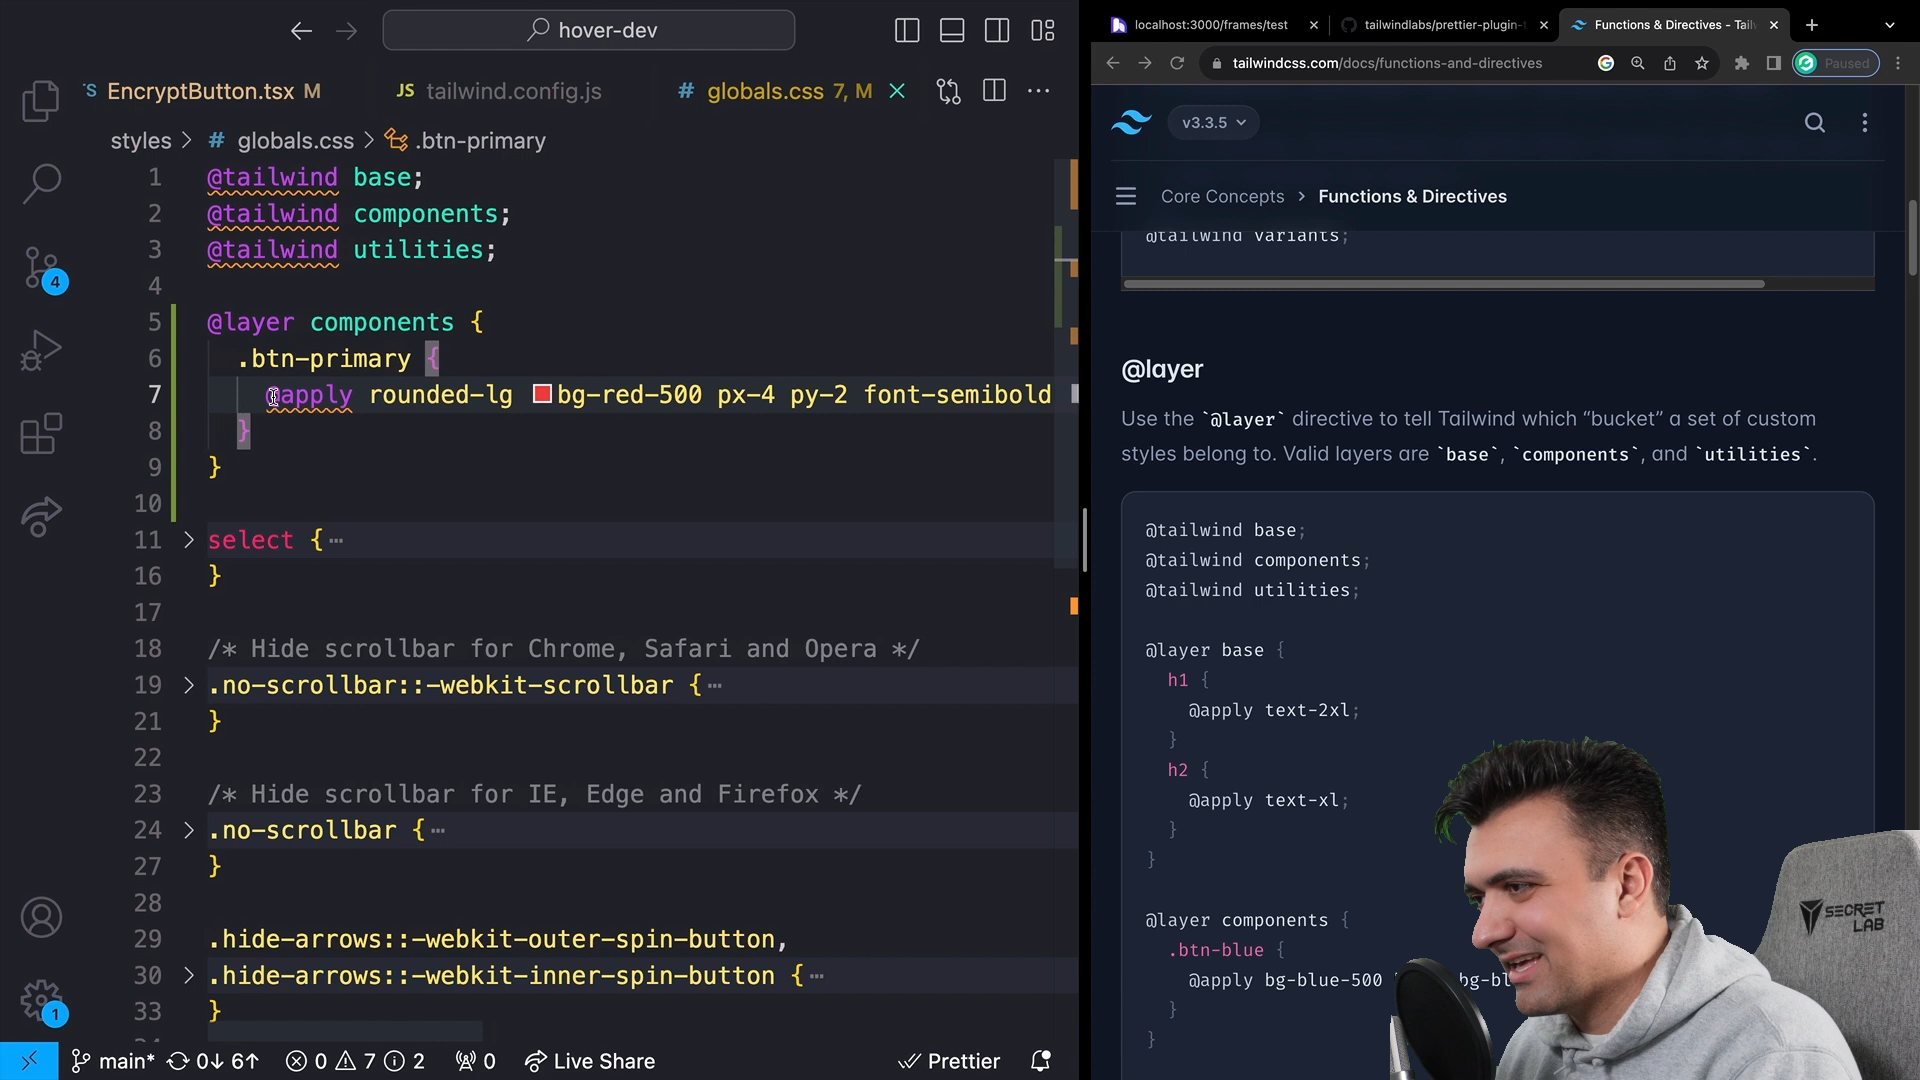 hover-dev
EncryptButton.tsx M
JS tailwind.config.js
# globals.css 7, M
styles > # globals.css > .btn-primary
1 @tailwind base;
2 @tailwind components;
3 @tailwind utilities;
4
5 @layer components {
6 .btn-primary {
7 @apply rounded-lg bg-red-500 px-4 py-2 font-semibold
8 }
9 }
10
11 select {
16 }
17
18 /* Hide scrollbar for Chrome, Safari and Opera */
19 .no-scrollbar::-webkit-scrollbar {
21 }
22
23 /* Hide scrollbar for IE, Edge and Firefox */
24 .no-scrollbar {
27 }
28
29 .hide-arrows::-webkit-outer-spin-button,
30 .hide-arrows::-webkit-inner-spin-button {
33 }
4
1
main* 0↓ 6↑ 0 7 2 0 Live Share Prettier
localhost:3000/frames/test
tailwindlabs/prettier-plugin-
Functions & Directives - Tail
tailwindcss.com/docs/functions-and-directives
Paused
v3.3.5
Core Concepts > Functions & Directives
@tailwind variants;
@layer
Use the `@layer` directive to tell Tailwind which “bucket” a set of custom
styles belong to. Valid layers are `base`, `components`, and `utilities`.
@tailwind base;
@tailwind components;
@tailwind utilities;
@layer base {
h1 {
@apply text-2xl;
}
h2 {
@apply text-xl;
}
}
@layer components {
.btn-blue {
@apply bg-blue-500
}
}
SECRET
LAB